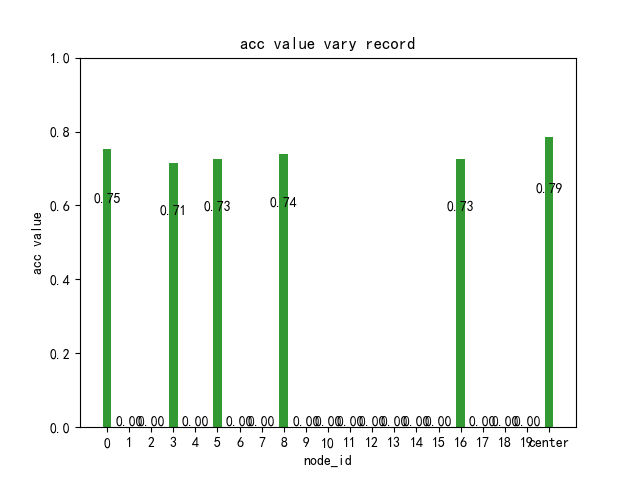 acc value vary record
1.0
0.8
0.6
0.4
0.2
0.0
acc value
0.75 0.00 0.00 0.71 0.00 0.73 0.00 0.00 0.74 0.00 0.00 0.00 0.00 0.00 0.00 0.00 0.73 0.00 0.00 0.00 0.79
0 1 2 3 4 5 6 7 8 9 10 11 12 13 14 15 16 17 18 19 center
node_id